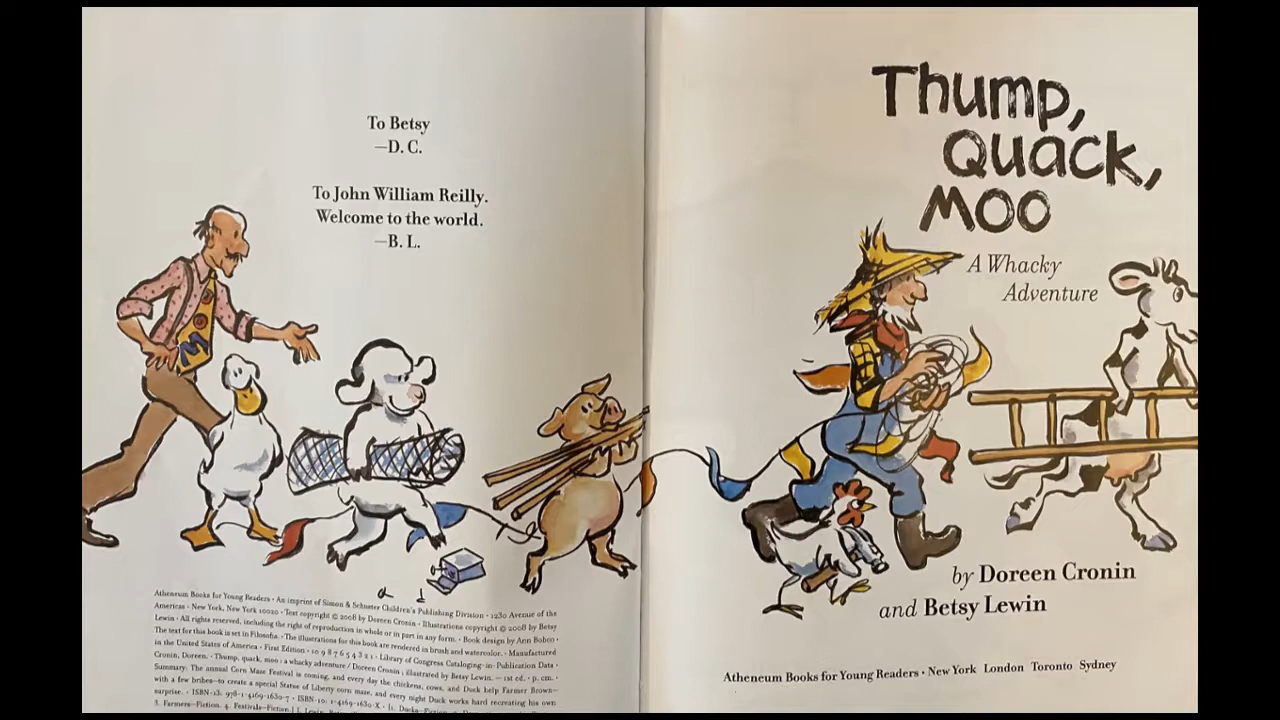 To Betsy
—D. C.
To John William Reilly.
Welcome to the world.
—B. L.
M
Atheneum Books for Young Readers • An imprint of Simon & Schuster Children's Publishing Division • 1230 Avenue of the
Americas • New York, New York 10020 • Text copyright © 2008 by Doreen Cronin • Illustrations copyright © 2008 by Betsy
Lewin • All rights reserved, including the right of reproduction in whole or in part in any form. • Book design by Ann Bobco •
The text for this book is set in Filosofia. • The illustrations for this book are rendered in brush and watercolor. • Manufactured
in the United States of America • First Edition • 10 9 8 7 6 5 4 3 2 1 • Library of Congress Cataloging-in-Publication Data •
Cronin, Doreen. • Thump, quack, moo : a whacky adventure / Doreen Cronin ; illustrated by Betsy Lewin. — 1st ed. • p. cm. •
Summary: The annual Corn Maze Festival is coming, and every day the chickens, cows, and Duck help Farmer Brown—
with a few bribes—to create a special Statue of Liberty corn maze, and every night Duck works hard recreating his own
surprise. • ISBN-13: 978-1-4169-1630-7 • ISBN-10: 1-4169-1630-X • [1. Ducks—Fiction.
3. Farmers—Fiction. 4. Festivals—Fiction.] I. Lewin,
Thump,
Quack,
MOO
A Whacky
Adventure
by Doreen Cronin
and Betsy Lewin
Atheneum Books for Young Readers • New York London Toronto Sydney